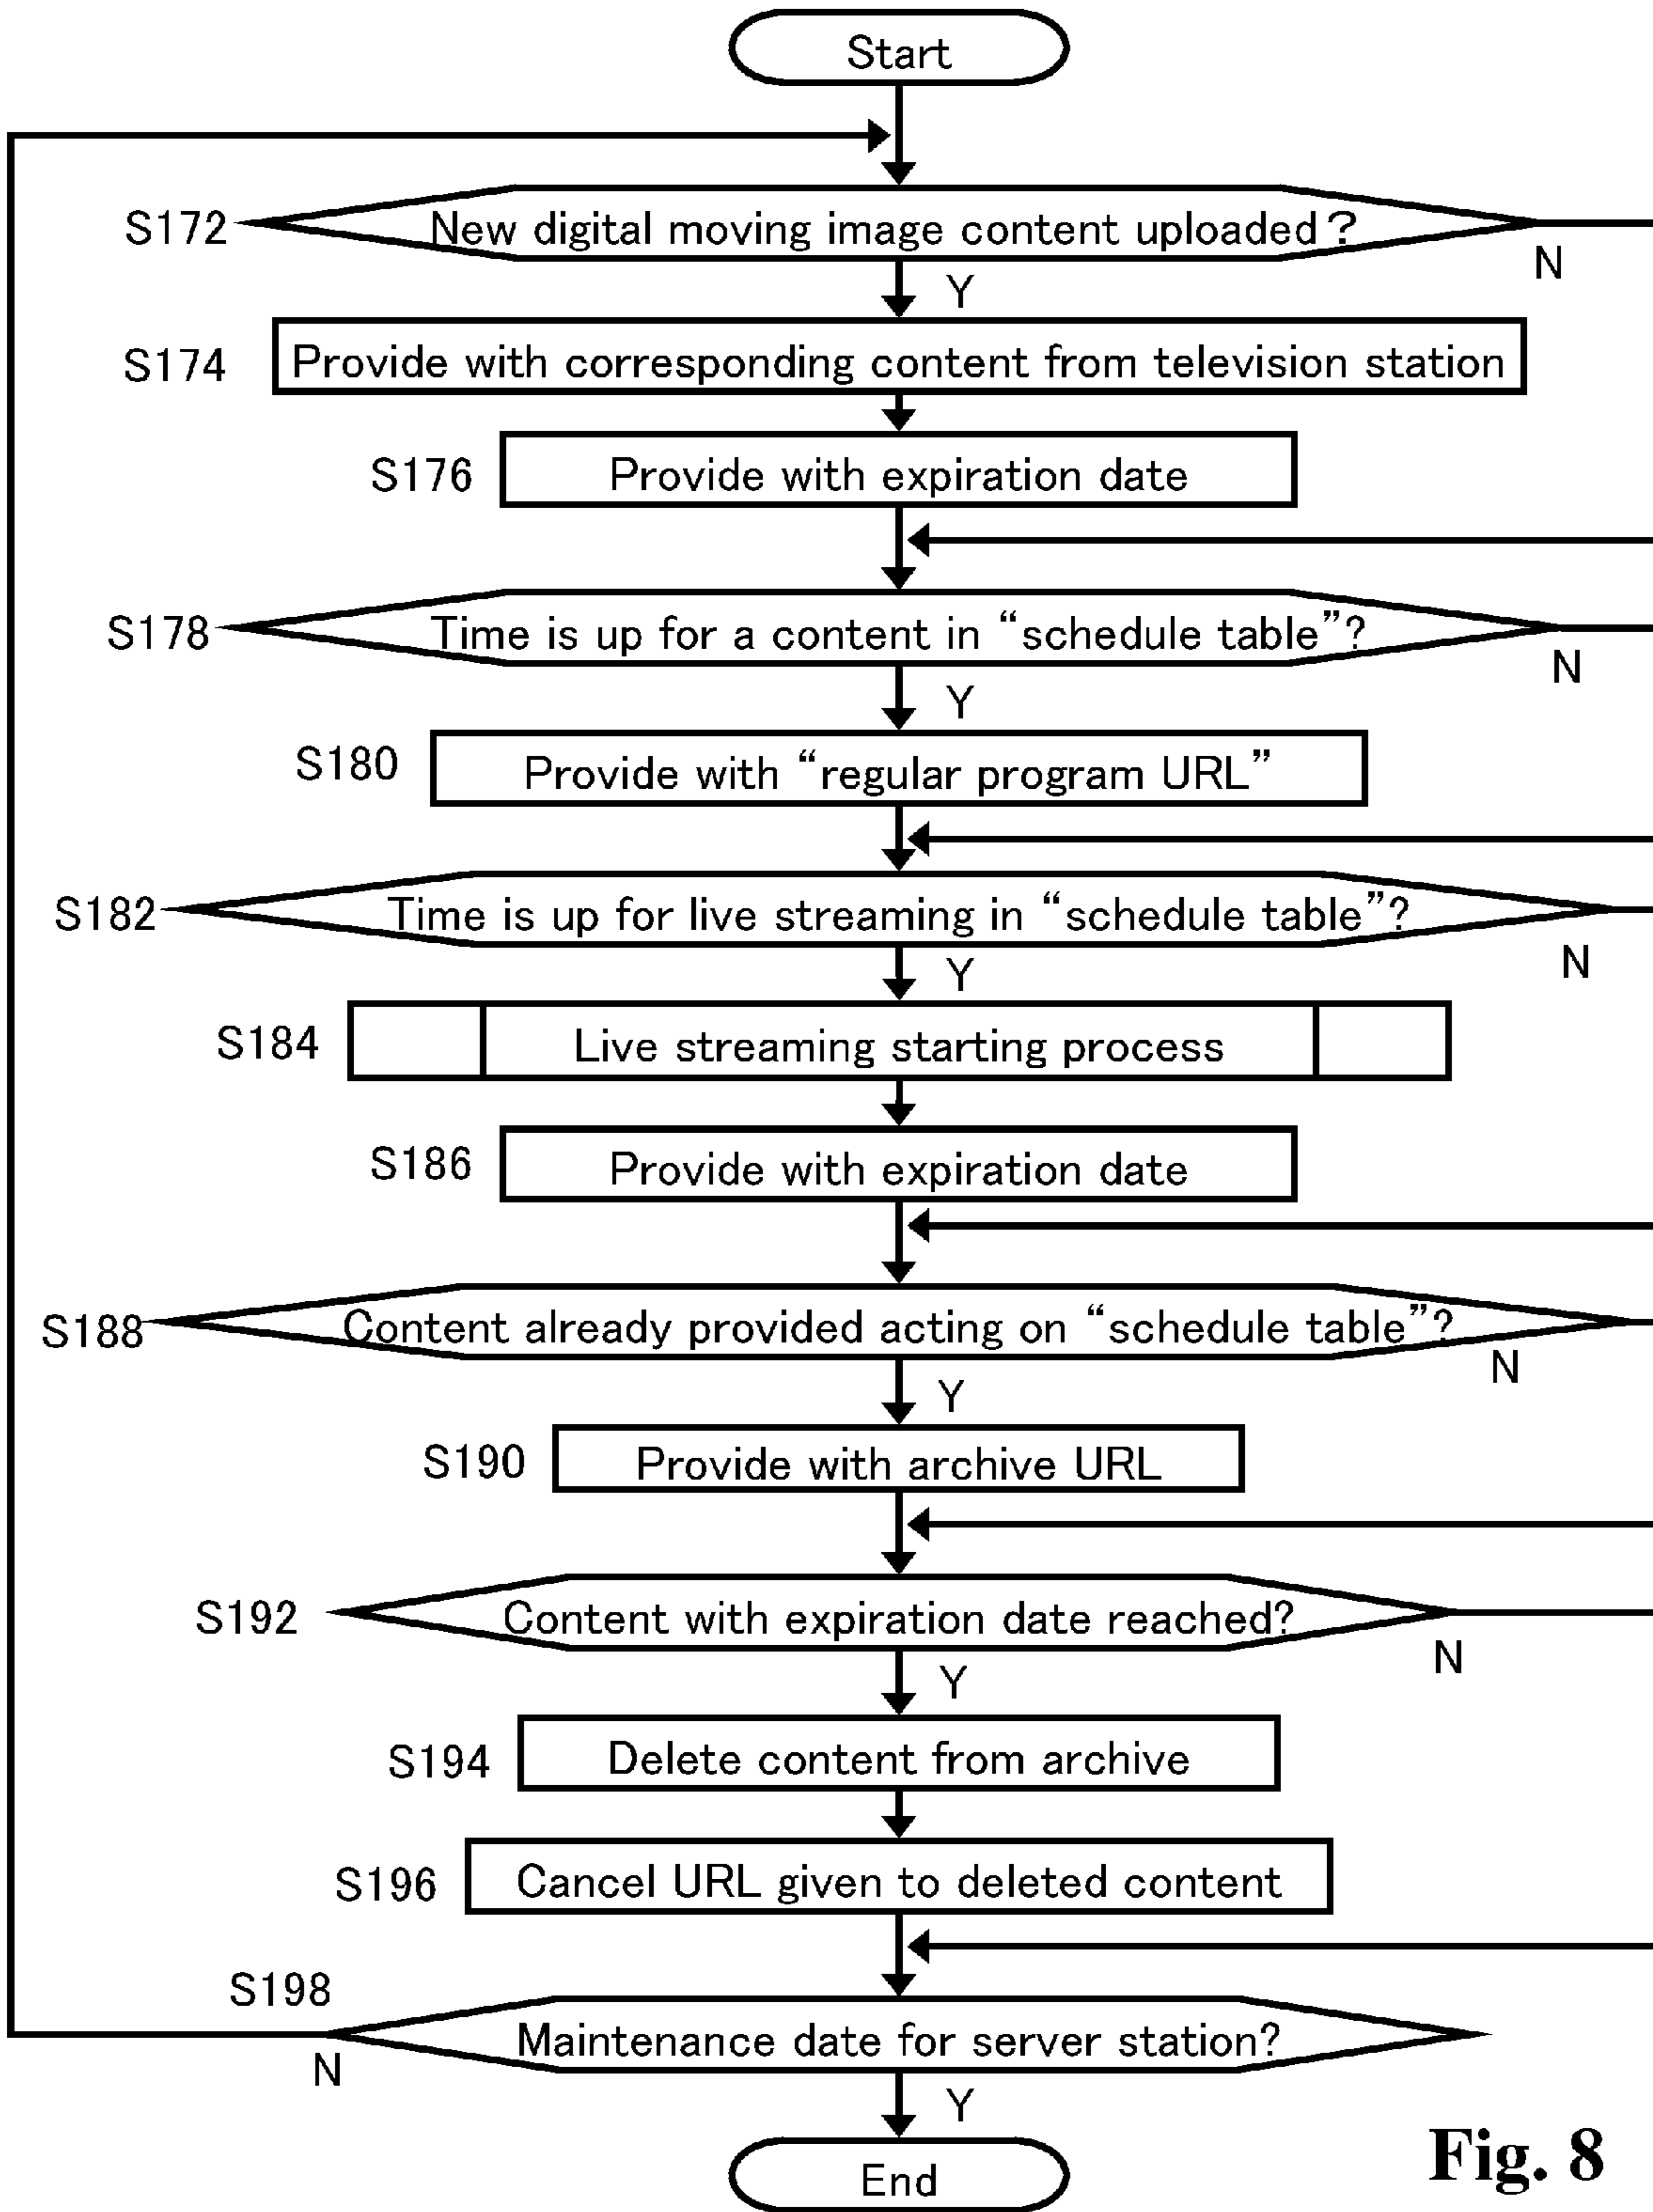 Start
S172
New digital moving image content uploaded?
N
Y
S174
Provide with corresponding content from television station
S176
Provide with expiration date
S178
Time is up for a content in “schedule table”?
N
Y
S180
Provide with “regular program URL”
S182
Time is up for live streaming in “schedule table”?
N
Y
S184
Live streaming starting process
S186
Provide with expiration date
S188
Content already provided acting on “schedule table”?
N
Y
S190
Provide with archive URL
S192
Content with expiration date reached?
N
Y
S194
Delete content from archive
S196
Cancel URL given to deleted content
S198
Maintenance date for server station?
N
Y
End
Fig. 8